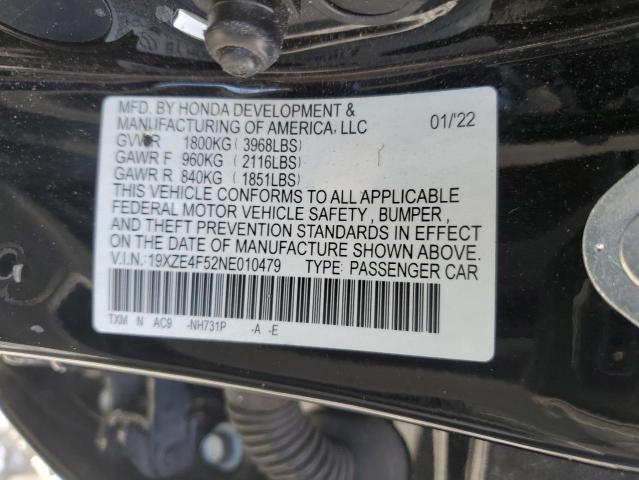 MFD. BY HONDA DEVELOPMENT &
MANUFACTURING OF AMERICA, LLC 01/'22
GVWR 1800KG (3968LBS)
GAWR F 960KG (2116LBS)
GAWR R 840KG (1851LBS)
THIS VEHICLE CONFORMS TO ALL APPLICABLE
FEDERAL MOTOR VEHICLE SAFETY, BUMPER,
AND THEFT PREVENTION STANDARDS IN EFFECT
ON THE DATE OF MANUFACTURE SHOWN ABOVE.
V.I.N.:19XZE4F52NE010479 TYPE: PASSENGER CAR
TXM N AC9 -NH731P -A -E